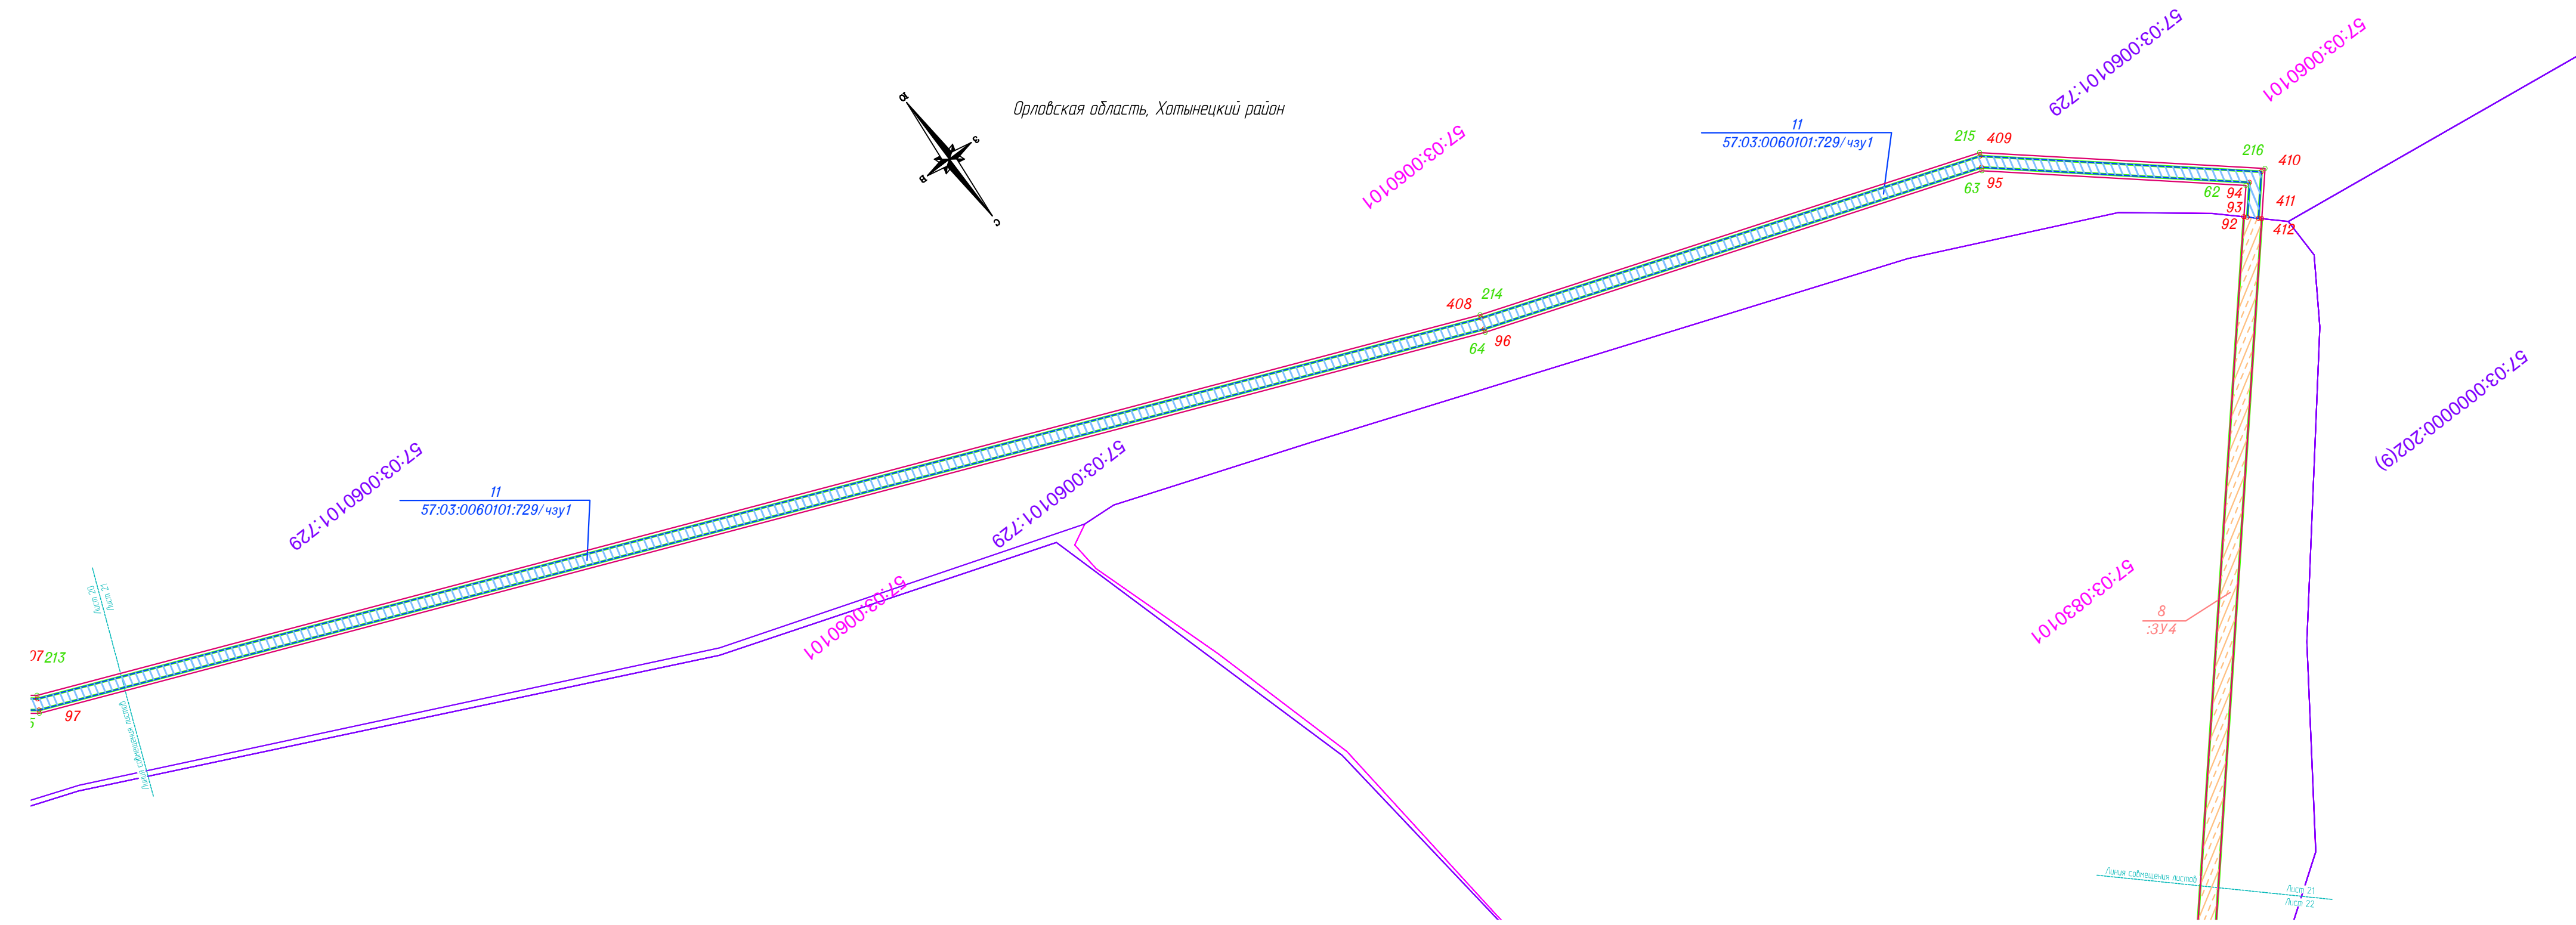 Орловская область, Хотынецкий район
Ю
З
В
С
57:03:0060101:729
57:03:0060101
57:03:0060101
11
57:03:0060101:729/чзу1
215
409
216
410
63
95
62
94
93
92
411
412
408
214
64
96
57:03:0000000:202(9)
57:03:0060101:729
11
57:03:0060101:729/чзу1
57:03:0060101:729
57:03:0060101
57:03:0830101
8
:ЗУ4
Лист 20
Лист 21
Линия совмещения листов
07
213
97
Линия совмещения листов
Лист 21
Лист 22